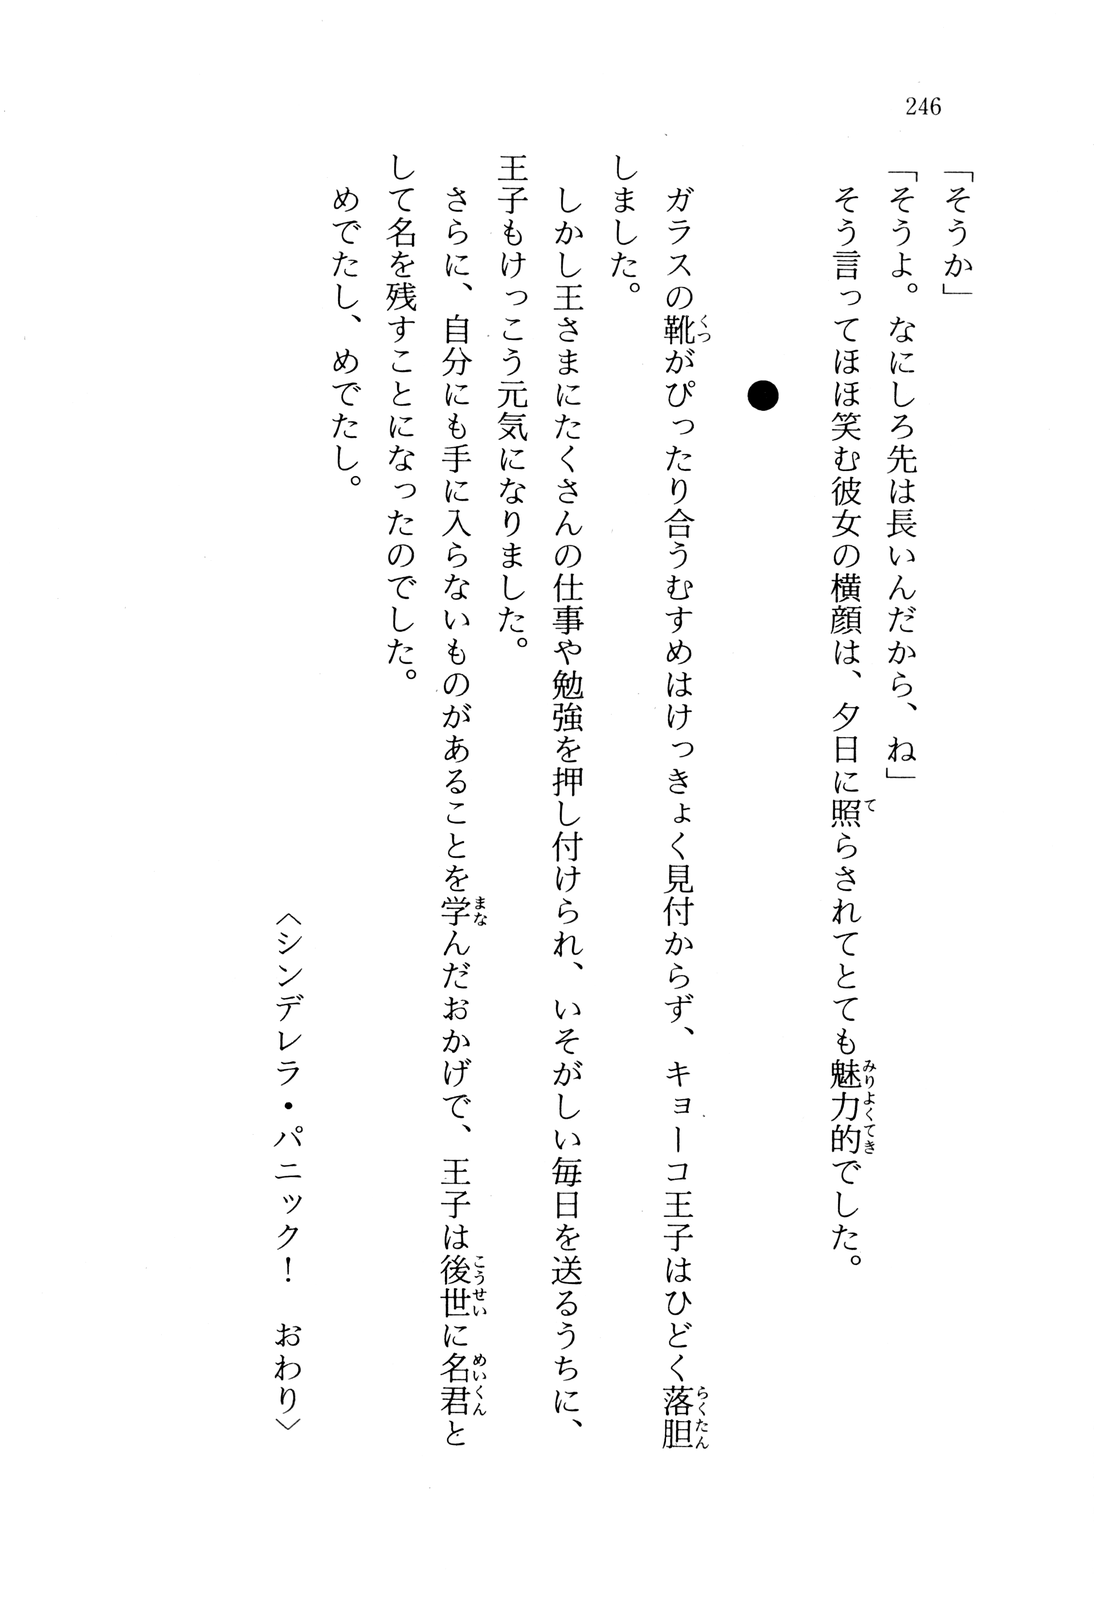 246
「そうか」
「そうよ。なにしろ先は長いんだから、ね」
　そう言ってほほ笑む彼女の横顔は、夕日に照らされてとても魅力的でした。
●
　ガラスの靴がぴったり合うむすめはけっきょく見付からず、キョーコ王子はひどく落胆
しました。
　しかし王さまにたくさんの仕事や勉強を押し付けられ、いそがしい毎日を送るうちに、
王子もけっこう元気になりました。
　さらに、自分にも手に入らないものがあることを学んだおかげで、王子は後世に名君と
して名を残すことになったのでした。
　めでたし、めでたし。
〈シンデレラ・パニック！　おわり〉